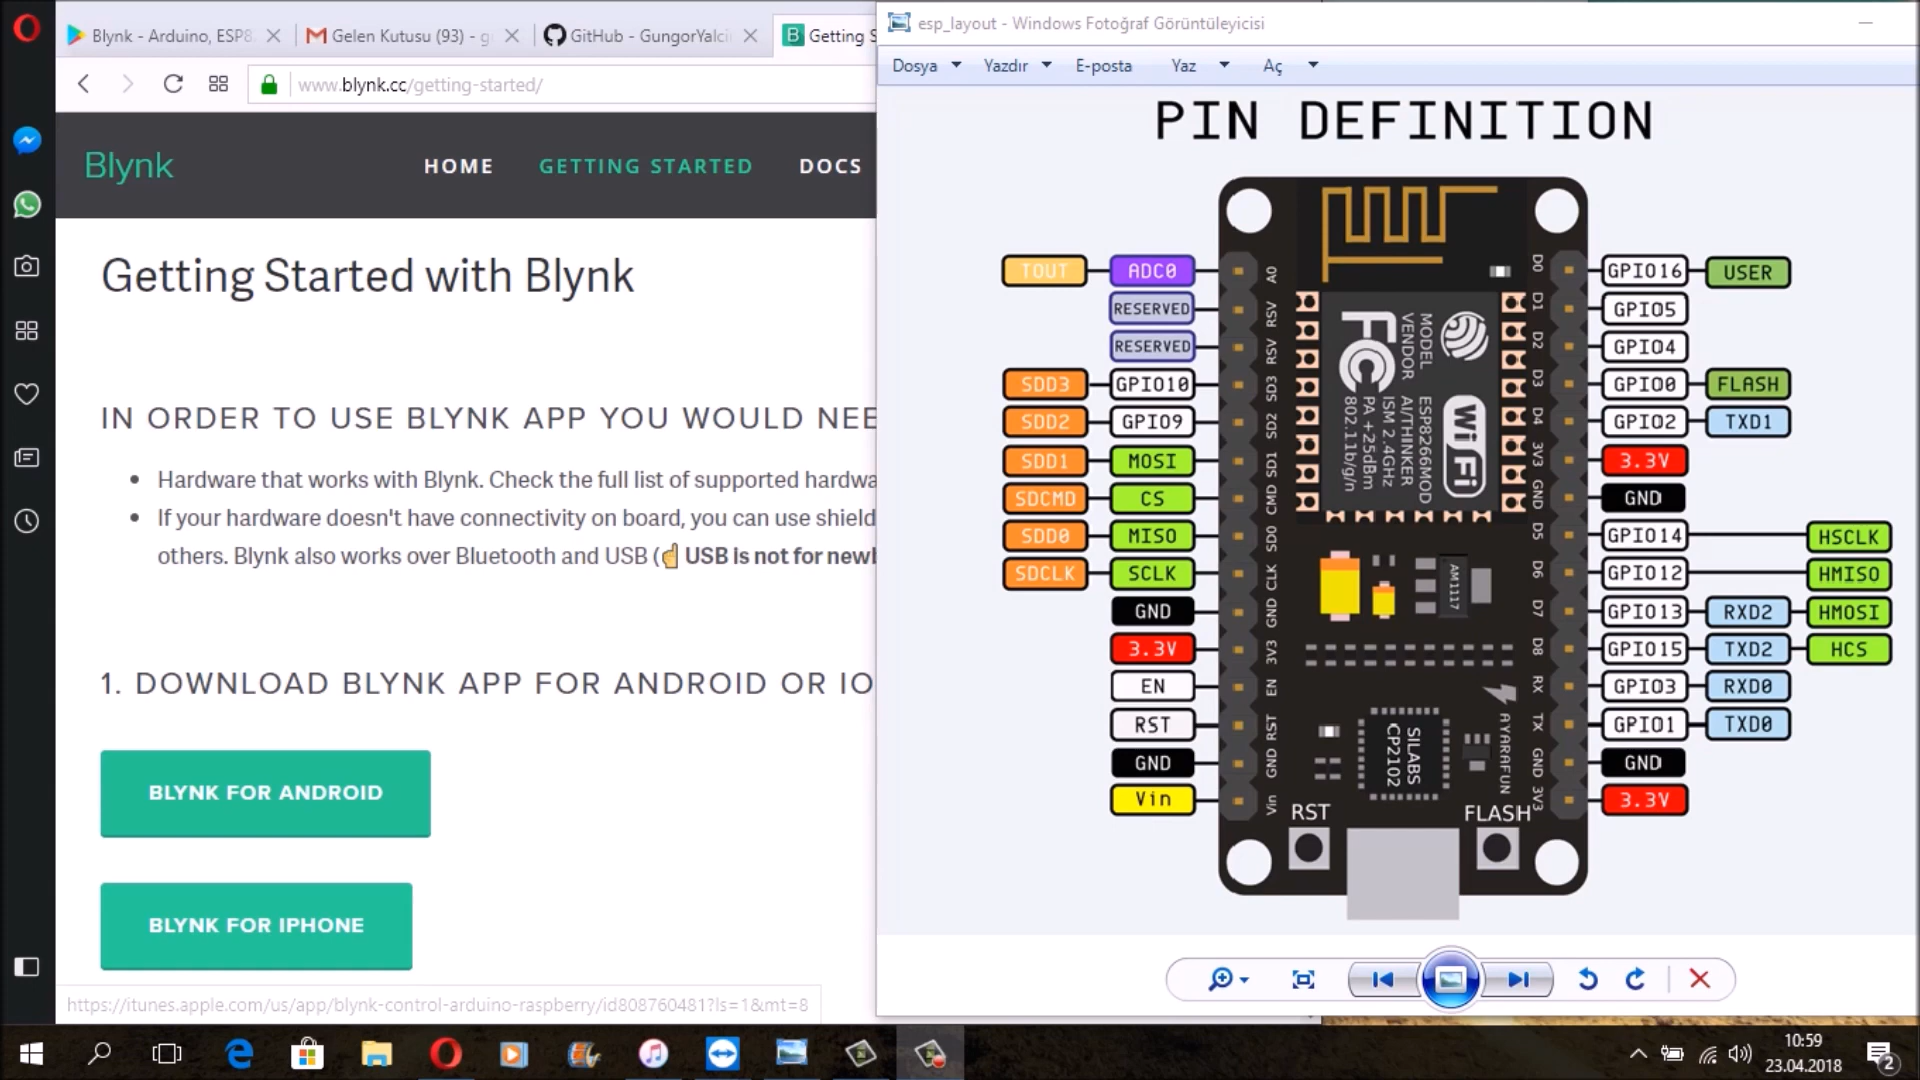 Blynk - Arduino, ESP8
Gelen Kutusu (93) - g
GitHub - GungorYalc
Getting S
www.blynk.cc/getting-started/
Blynk
HOME
GETTING STARTED
DOCS
Getting Started with Blynk
IN ORDER TO USE BLYNK APP YOU WOULD NEE
Hardware that works with Blynk. Check the full list of supported hardwa
If your hardware doesn't have connectivity on board, you can use shield
others. Blynk also works over Bluetooth and USB (☝ USB is not for newb
1. DOWNLOAD BLYNK APP FOR ANDROID OR IO
BLYNK FOR ANDROID
BLYNK FOR IPHONE
https://itunes.apple.com/us/app/blynk-control-arduino-raspberry/id808760481?ls=1&mt=8
esp_layout - Windows Fotoğraf Görüntüleyicisi
Dosya Yazdır E-posta Yaz Aç
PIN DEFINITION
TOUT ADC0 A0 D0 GPIO16 USER
RESERVED RSV D1 GPIO5
RESERVED RSV D2 GPIO4
SDD3 GPIO10 SD3 D3 GPIO0 FLASH
SDD2 GPIO9 SD2 D4 GPIO2 TXD1
SDD1 MOSI SD1 3V3 3.3V
SDCMD CS CMD GND GND
SDD0 MISO SD0 D5 GPIO14 HSCLK
SDCLK SCLK CLK D6 GPIO12 HMISO
GND GND D7 GPIO13 RXD2 HMOSI
3.3V 3V3 D8 GPIO15 TXD2 HCS
EN EN RX GPIO3 RXD0
RST RST TX GPIO1 TXD0
GND GND GND GND
Vin Vin 3V3 3.3V
MODEL ESP8266MOD
VENDOR AI/THINKER
ISM 2.4GHz
PA +25dBm
802.11b/g/n
FC
WiFi
AM1117
SILABS
CP2102
AYARAFUN
RST
FLASH
10:59
23.04.2018
2